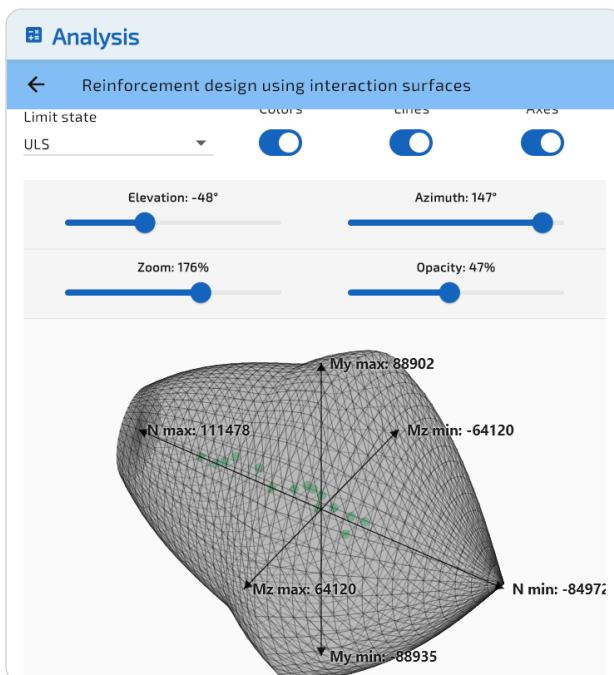 Analysis
Reinforcement design using interaction surfaces
Limit state
Colors
Lines
Axes
ULS
Elevation: -48°
Azimuth: 147°
Zoom: 176%
Opacity: 47%
My max: 88902
N max: 111478
Mz min: -64120
Mz max: 64120
N min: -84972
My min: -88935